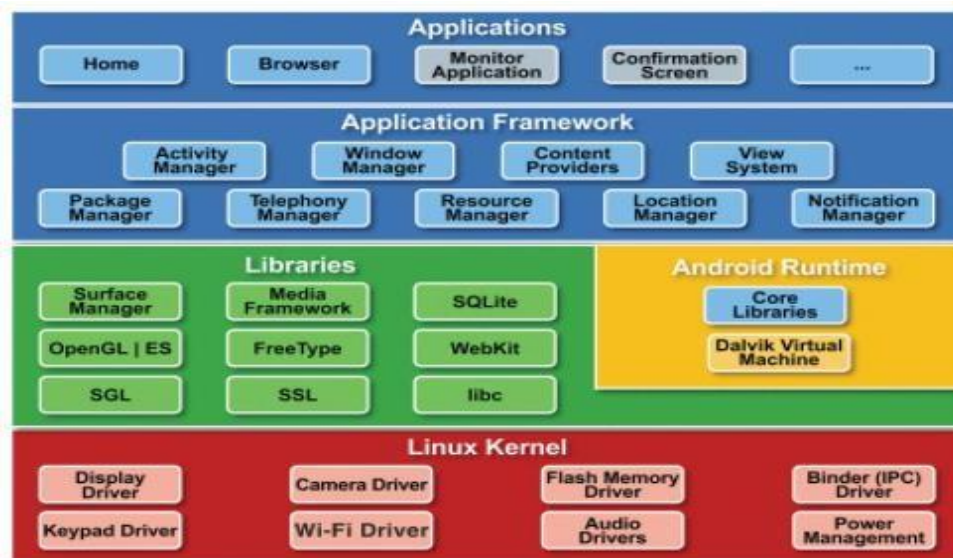 Applications
Home
Browser
Monitor
Application
Confirmation
Screen
...
Application Framework
Activity
Manager
Window
Manager
Content
Providers
View
System
Package
Manager
Telephony
Manager
Resource
Manager
Location
Manager
Notification
Manager
Libraries
Surface
Manager
Media
Framework
SQLite
OpenGL | ES
FreeType
WebKit
SGL
SSL
libc
Android Runtime
Core
Libraries
Dalvik Virtual
Machine
Linux Kernel
Display
Driver
Camera Driver
Flash Memory
Driver
Binder (IPC)
Driver
Keypad Driver
Wi-Fi Driver
Audio
Drivers
Power
Management